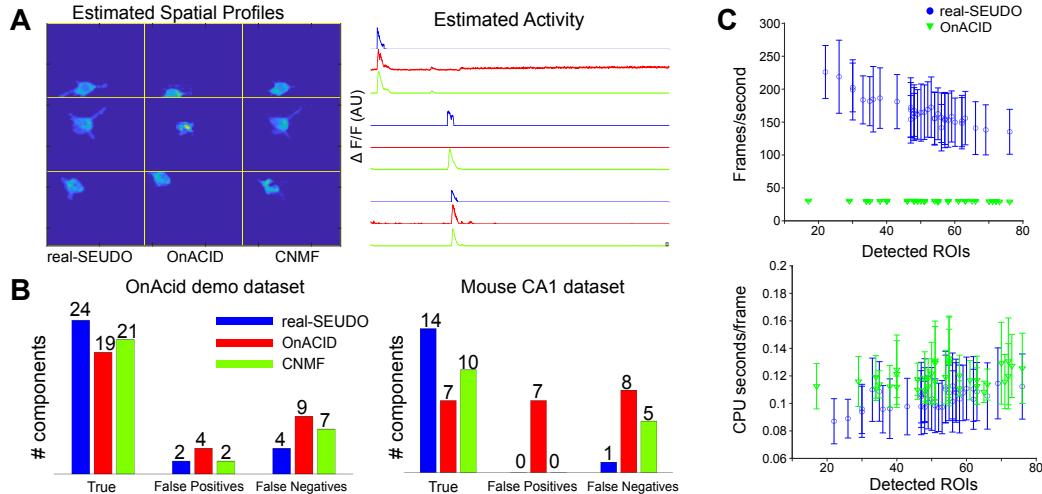 A
Estimated Spatial Profiles
real-SEUDO
OnACID
CNMF
Estimated Activity
Δ F/F (AU)
B
OnAcid demo dataset
# components
24
19
21
2
4
2
4
9
7
True
False Positives
False Negatives
real-SEUDO
OnACID
CNMF
Mouse CA1 dataset
# components
14
7
10
0
7
0
1
8
5
True
False Positives
False Negatives
C
real-SEUDO
OnACID
Frames/second
300
250
200
150
100
50
0
0
20
40
60
80
Detected ROIs
CPU seconds/frame
0.2
0.16
0.14
0.12
0.1
0.08
0.06
0
20
40
60
80
Detected ROIs